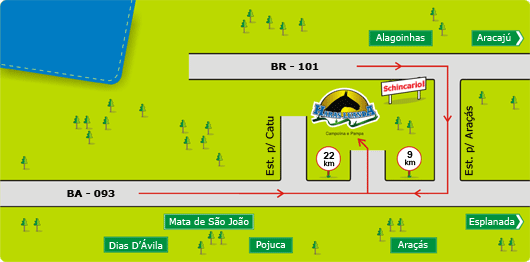 Alagoinhas
Aracajú
BR - 101
Schincariol
Campolina e Pampa
Est. p/ Catu
Est. p/ Araçás
22
km
9
km
BA - 093
Mata de São João
Esplanada
Dias D'Ávila
Pojuca
Araçás